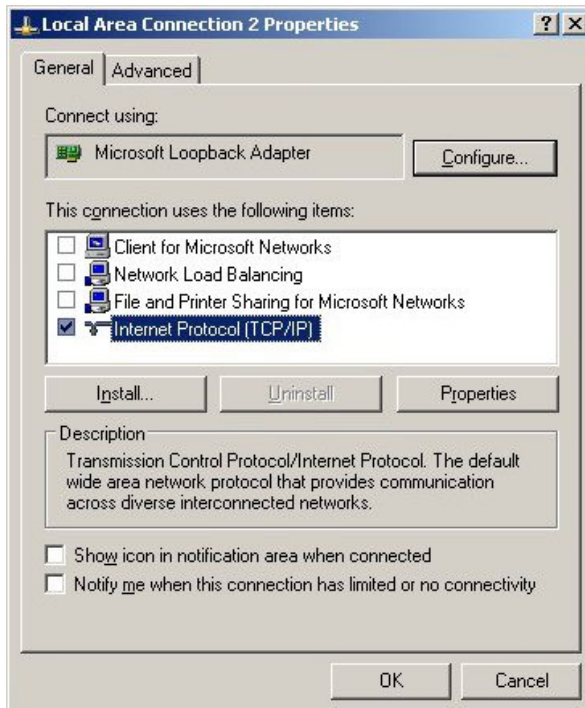 Local Area Connection 2 Properties
General
Advanced
Connect using:
Microsoft Loopback Adapter
Configure...
This connection uses the following items:
Client for Microsoft Networks
Network Load Balancing
File and Printer Sharing for Microsoft Networks
Internet Protocol (TCP/IP)
Install...
Uninstall
Properties
Description
Transmission Control Protocol/Internet Protocol. The default
wide area network protocol that provides communication
across diverse interconnected networks.
Show icon in notification area when connected
Notify me when this connection has limited or no connectivity
OK
Cancel